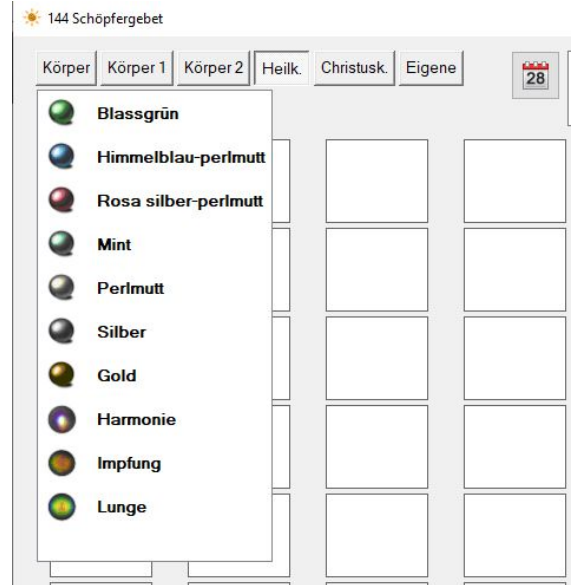 144 Schöpfergebet
Körper Körper 1 Körper 2 Heilk. Christusk. Eigene 28
Blassgrün
Himmelblau-perlmutt
Rosa silber-perlmutt
Mint
Perlmutt
Silber
Gold
Harmonie
Impfung
Lunge